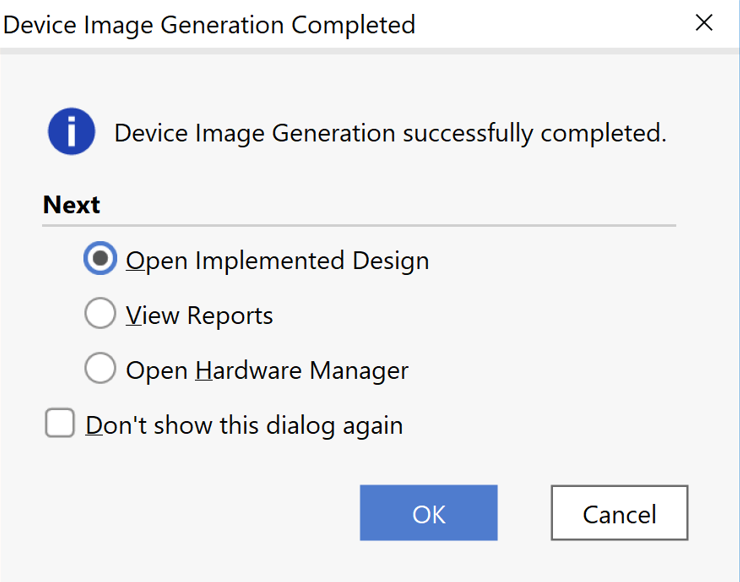 Device Image Generation Completed
Device Image Generation successfully completed.
Next
Open Implemented Design
View Reports
Open Hardware Manager
Don't show this dialog again
OK
Cancel